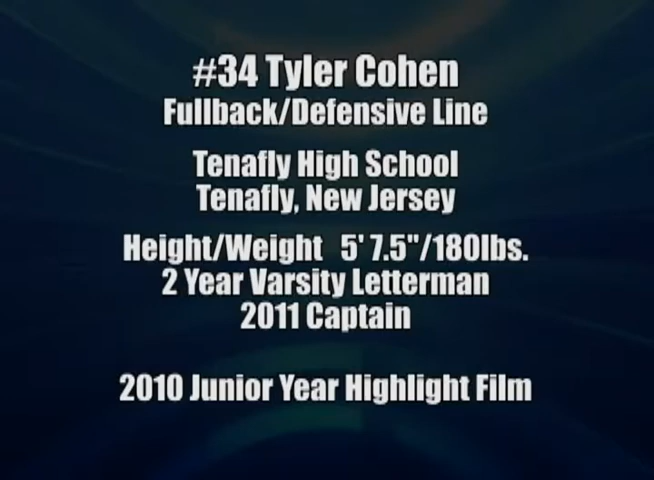 #34 Tyler Cohen
Fullback/Defensive Line
Tenafly High School
Tenafly, New Jersey
Height/Weight 5' 7.5"/180lbs.
2 Year Varsity Letterman
2011 Captain
2010 Junior Year Highlight Film